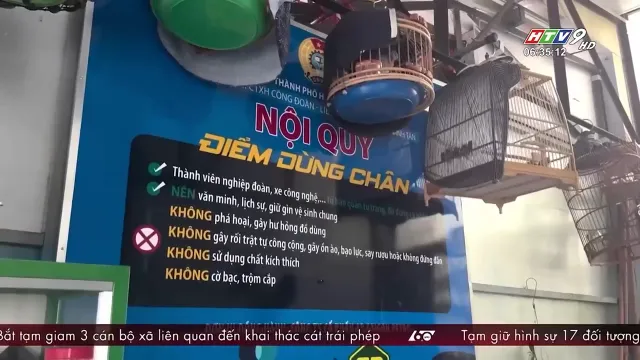 HTV9 HD
06:35:12
THÀNH PHỐ H
CTXH CÔNG ĐOÀN - LI
NỘI QUY
ĐIỂM DỪNG CHÂN
Thành viên nghiệp đoàn, xe công nghệ,...
NÊN văn minh, lịch sự, giữ gìn vệ sinh chung
KHÔNG phá hoại, gây hư hỏng đồ dùng
KHÔNG gây rối trật tự công cộng, gây ồn ào, bạo lực, say rượu hoặc không đứng đắn
KHÔNG sử dụng chất kích thích
KHÔNG cờ bạc, trộm cắp
Bắt tạm giam 3 cán bộ xã liên quan đến khai thác cát trái phép
60
Tạm giữ hình sự 17 đối tượng